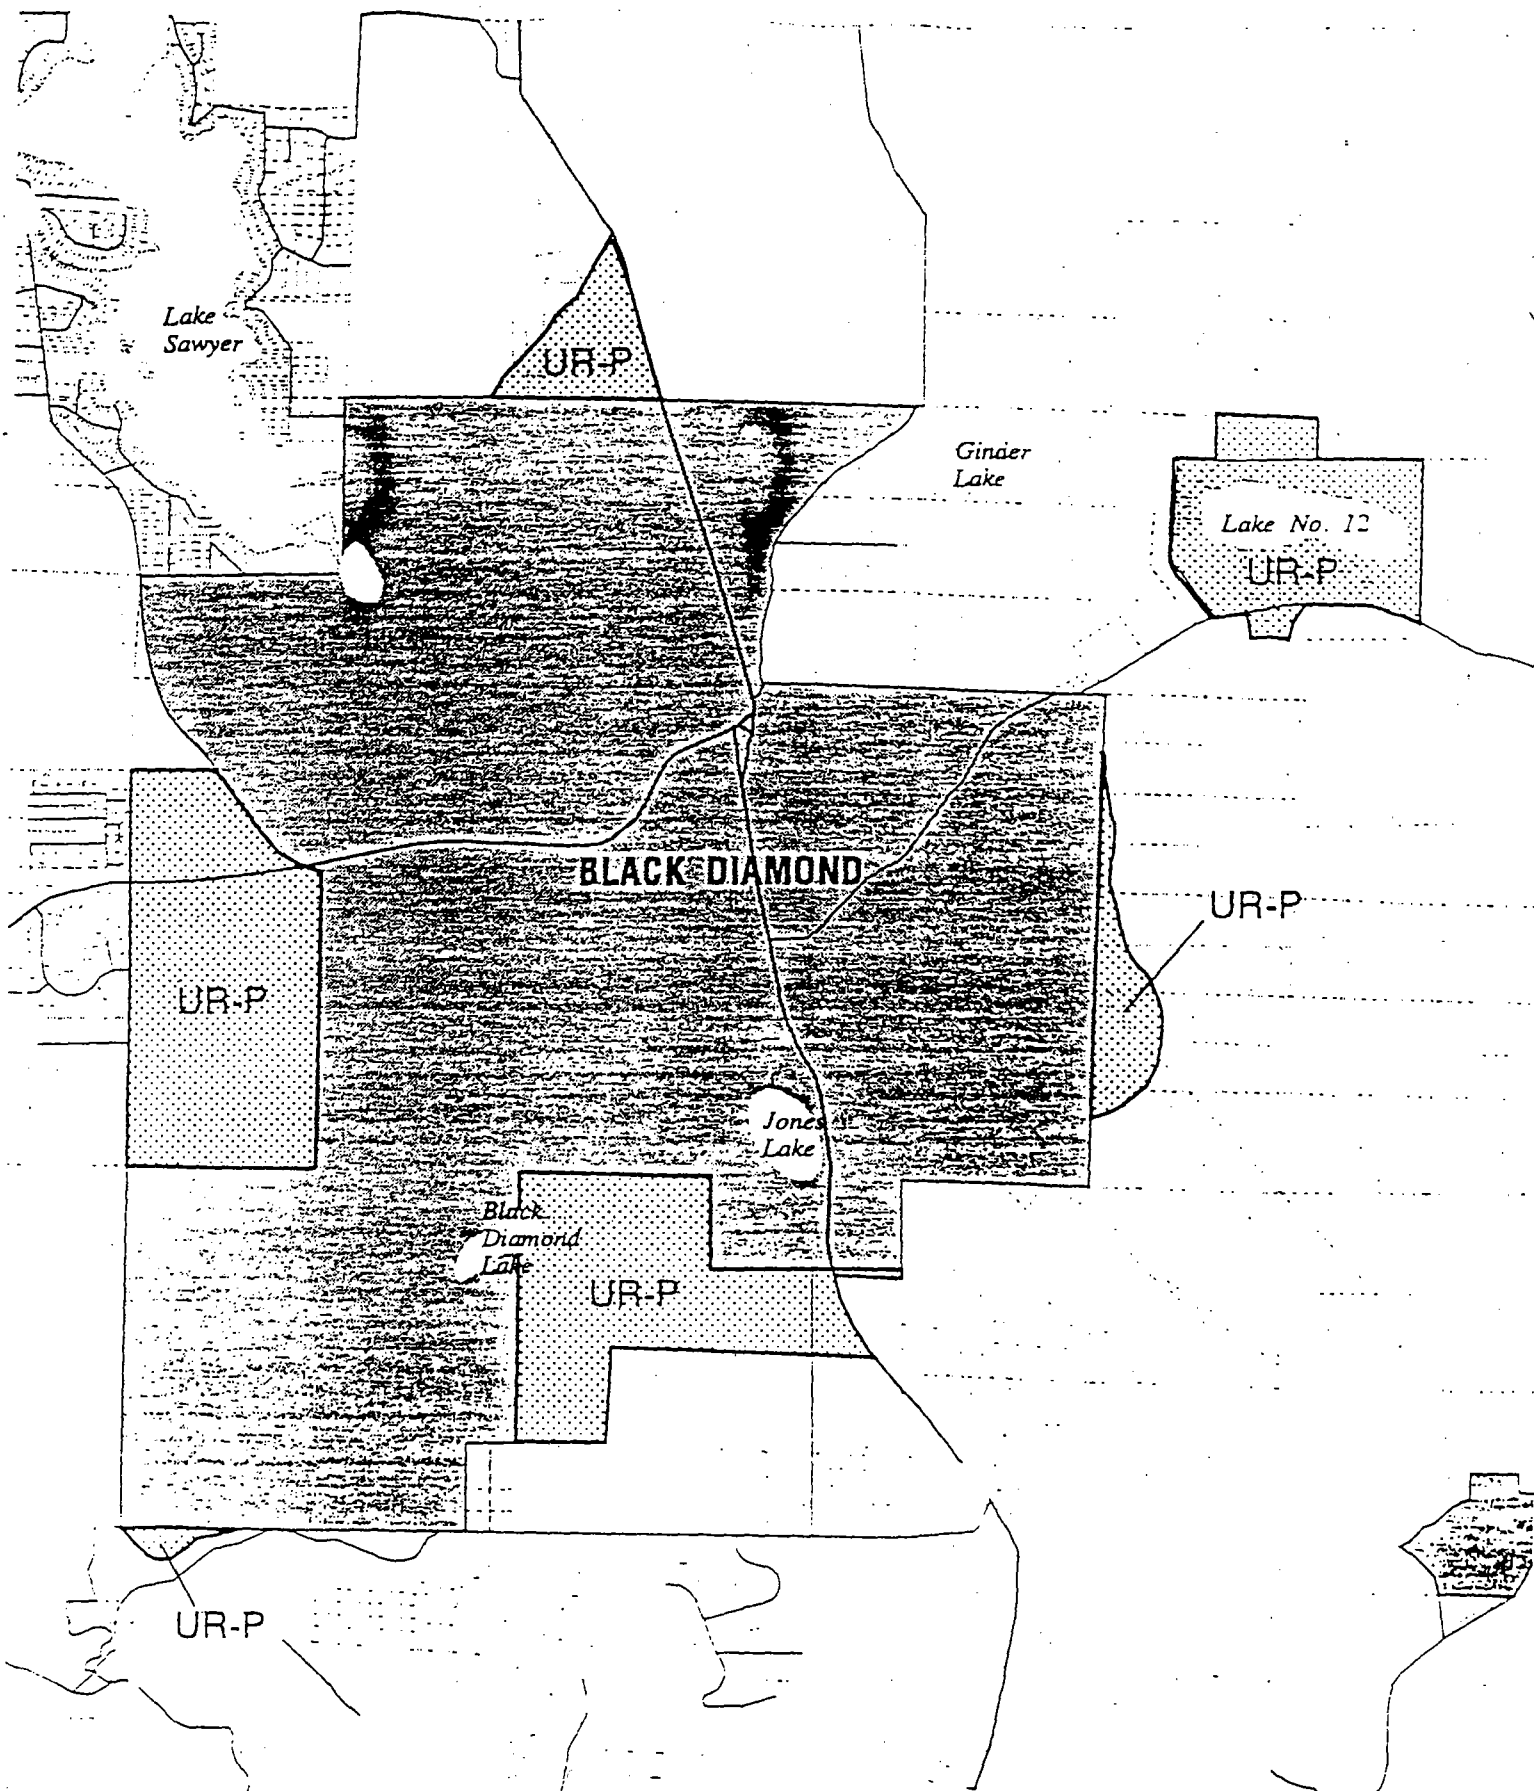 Lake
Sawyer
UR-P
Ginder
Lake
Lake No. 12
UR-P
BLACK DIAMOND
UR-P
UR-P
Jones
Lake
Black
Diamond
Lake
UR-P
UR-P